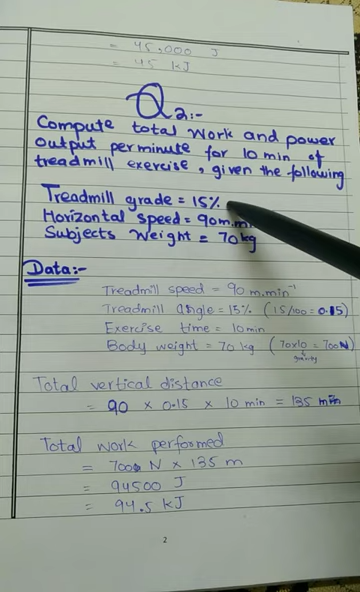 = 45,000 J
= 45 kJ
Q2:-
Compute total work and power
output per minute for 10 min of
treadmill exercise, given the following
Treadmill grade = 15%
Horizontal speed = 90 m.min
Subjects Weight = 70kg
Data:-
Treadmill speed = 90 m.min⁻¹
Treadmill angle = 15% (15/100 = 0.15)
Exercise time = 10min
Body weight = 70 kg (70x10 = 700N)
gravity
Total vertical distance
= 90 x 0.15 x 10 min = 135 m
Total work performed
= 700 N x 135 m
= 94500 J
= 94.5 kJ
2